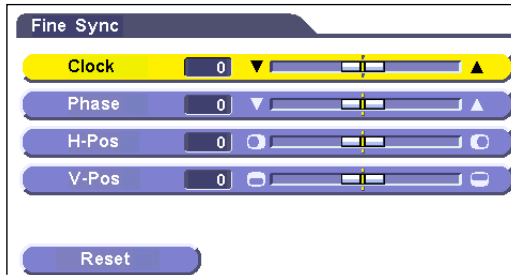 Fine Sync
Clock 0
Phase 0
H-Pos 0
V-Pos 0
Reset